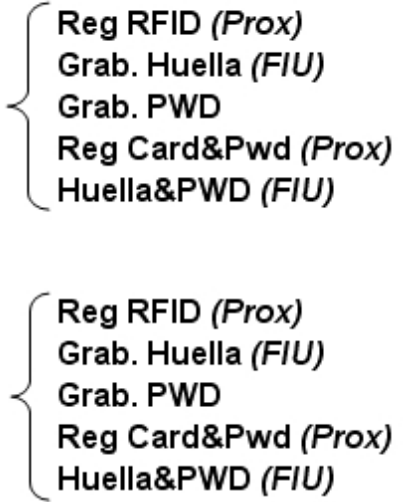 Reg RFID (Prox)
Grab. Huella (FIU)
Grab. PWD
Reg Card&Pwd (Prox)
Huella&PWD (FIU)
Reg RFID (Prox)
Grab. Huella (FIU)
Grab. PWD
Reg Card&Pwd (Prox)
Huella&PWD (FIU)